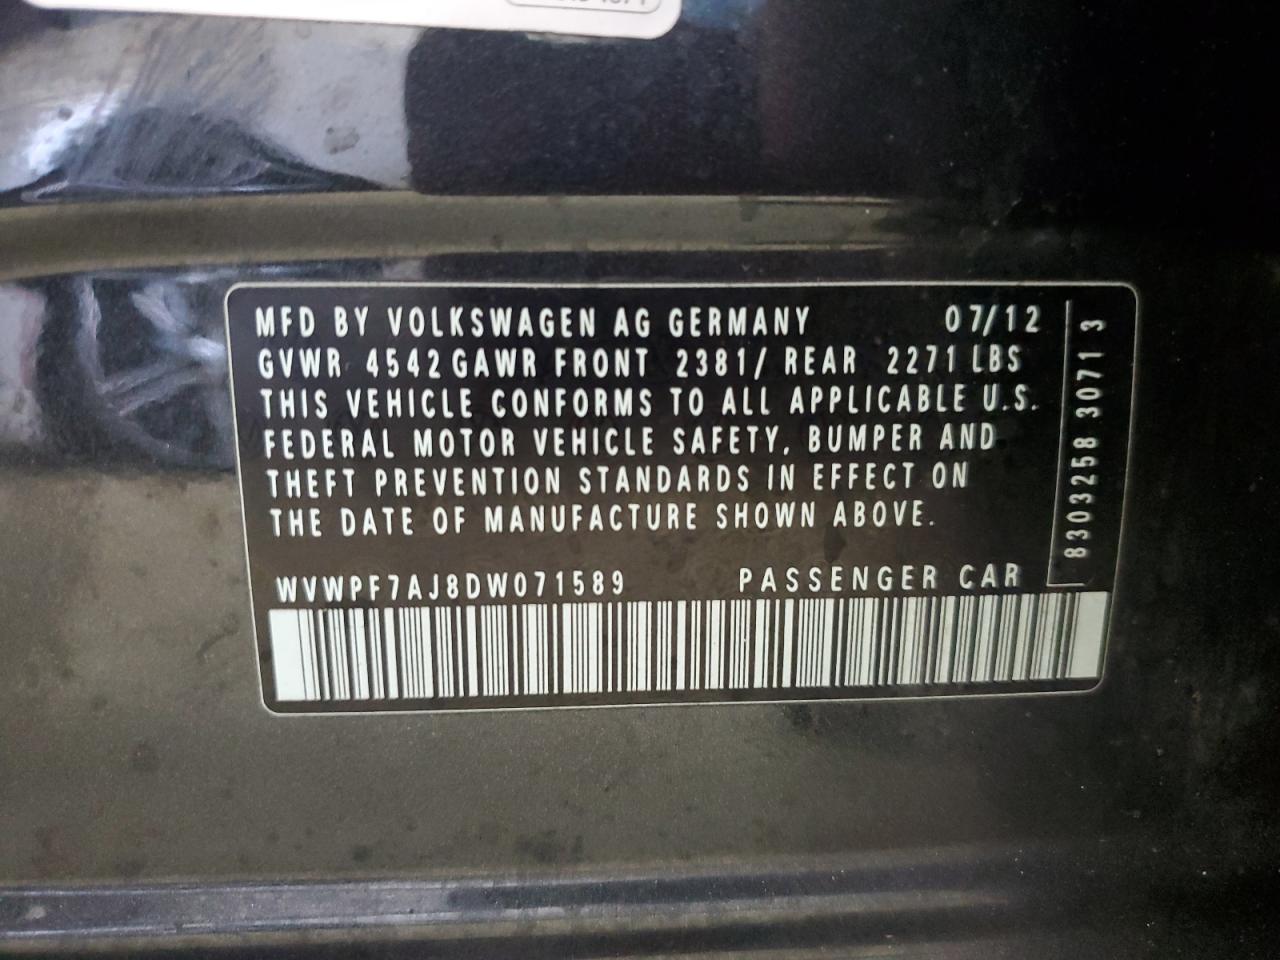 MFD BY VOLKSWAGEN AG GERMANY 07/12
GVWR 4542 GAWR FRONT 2381/ REAR 2271 LBS
THIS VEHICLE CONFORMS TO ALL APPLICABLE U.S.
FEDERAL MOTOR VEHICLE SAFETY, BUMPER AND
THEFT PREVENTION STANDARDS IN EFFECT ON
THE DATE OF MANUFACTURE SHOWN ABOVE.
WVWPF7AJ8DW071589 PASSENGER CAR
8303258 3071 3